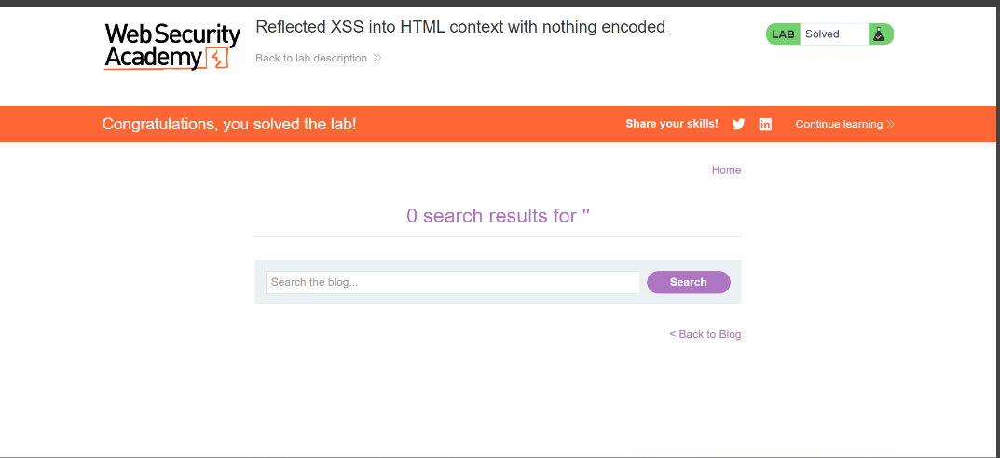 Web Security
Academy
Reflected XSS into HTML context with nothing encoded
Back to lab description
LAB Solved
Congratulations, you solved the lab!
Share your skills!
Continue learning
Home
0 search results for ''
Search the blog...
Search
< Back to Blog